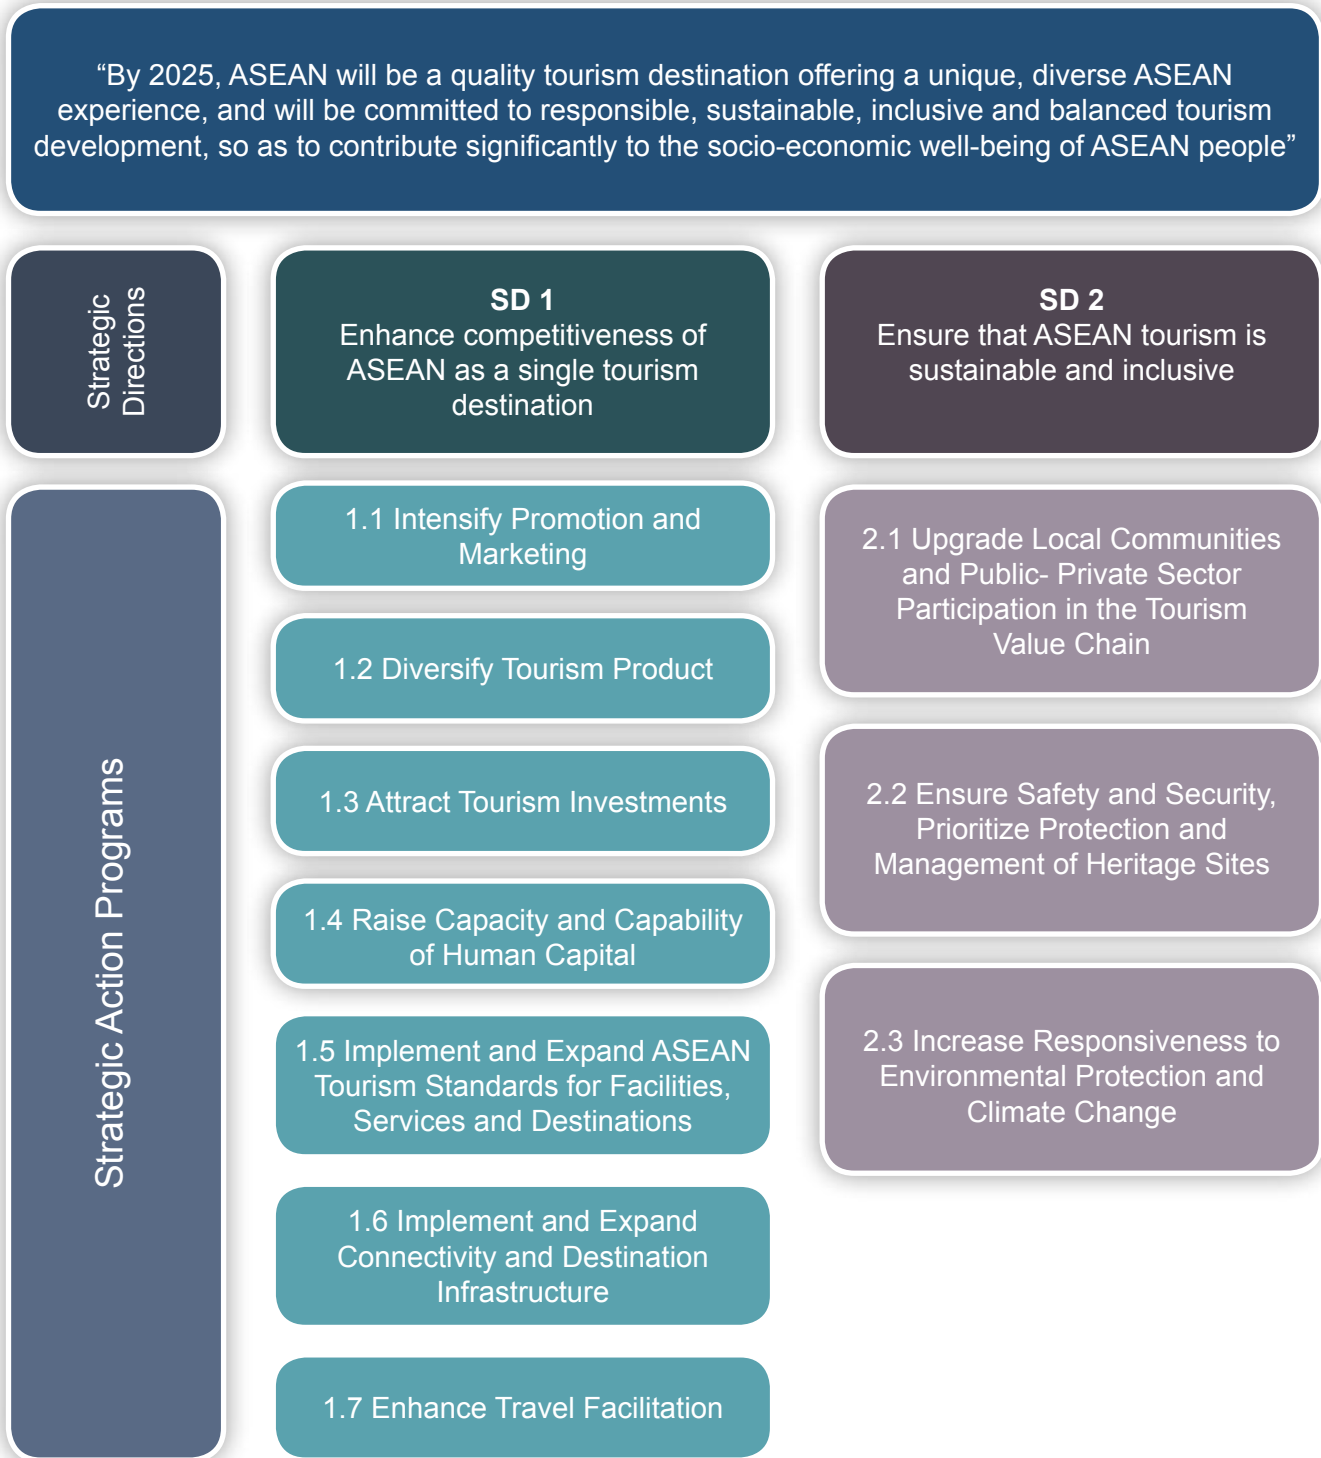 “By 2025, ASEAN will be a quality tourism destination offering a unique, diverse ASEAN
experience, and will be committed to responsible, sustainable, inclusive and balanced tourism
development, so as to contribute significantly to the socio-economic well-being of ASEAN people”
Strategic
Directions
SD 1
Enhance competitiveness of
ASEAN as a single tourism
destination
SD 2
Ensure that ASEAN tourism is
sustainable and inclusive
Strategic Action Programs
1.1 Intensify Promotion and
Marketing
1.2 Diversify Tourism Product
1.3 Attract Tourism Investments
1.4 Raise Capacity and Capability
of Human Capital
1.5 Implement and Expand ASEAN
Tourism Standards for Facilities,
Services and Destinations
1.6 Implement and Expand
Connectivity and Destination
Infrastructure
1.7 Enhance Travel Facilitation
2.1 Upgrade Local Communities
and Public- Private Sector
Participation in the Tourism
Value Chain
2.2 Ensure Safety and Security,
Prioritize Protection and
Management of Heritage Sites
2.3 Increase Responsiveness to
Environmental Protection and
Climate Change